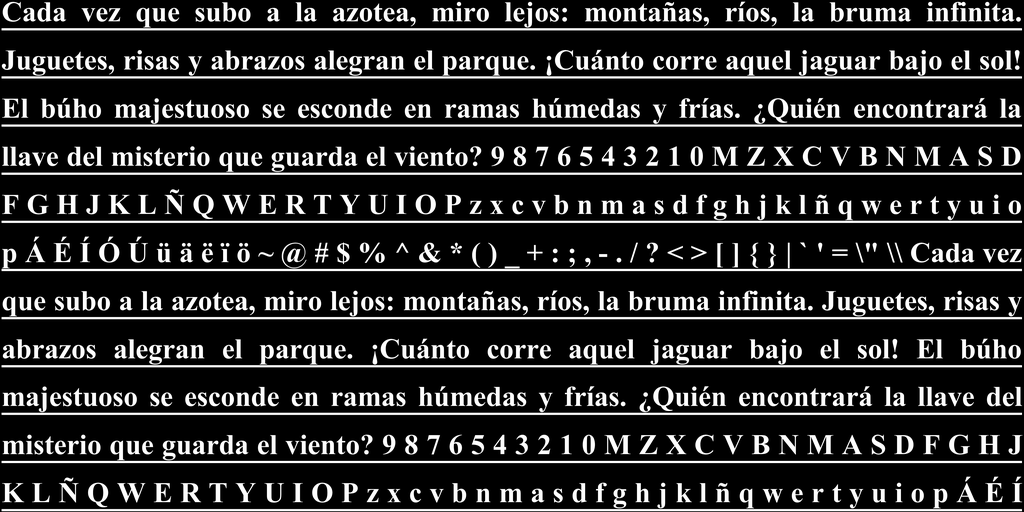 Cada vez que subo a la azotea, miro lejos: montañas, ríos, la bruma infinita.
Juguetes, risas y abrazos alegran el parque. ¡Cuánto corre aquel jaguar bajo el sol!
El búho majestuoso se esconde en ramas húmedas y frías. ¿Quién encontrará la
llave del misterio que guarda el viento? 9 8 7 6 5 4 3 2 1 0 M Z X C V B N M A S D
F G H J K L Ñ Q W E R T Y U I O P z x c v b n m a s d f g h j k l ñ q w e r t y u i o
p Á É Í Ó Ú ü ä ë ï ö ~ @ # $ % ^ & * ( ) _ + : ; , - . / ? < > [ ] { } | ` ' = \" \\ Cada vez
que subo a la azotea, miro lejos: montañas, ríos, la bruma infinita. Juguetes, risas y
abrazos alegran el parque. ¡Cuánto corre aquel jaguar bajo el sol! El búho
majestuoso se esconde en ramas húmedas y frías. ¿Quién encontrará la llave del
misterio que guarda el viento? 9 8 7 6 5 4 3 2 1 0 M Z X C V B N M A S D F G H J
K L Ñ Q W E R T Y U I O P z x c v b n m a s d f g h j k l ñ q w e r t y u i o p Á É Í